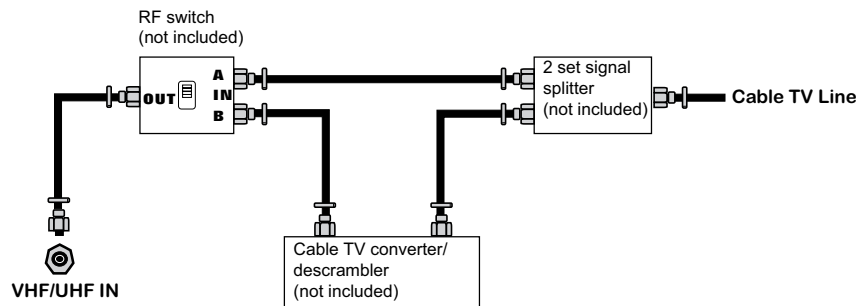 RF switch
(not included)
A
OUT
IN
B
2 set signal
splitter
(not included)
Cable TV Line
Cable TV converter/
descrambler
(not included)
VHF/UHF IN